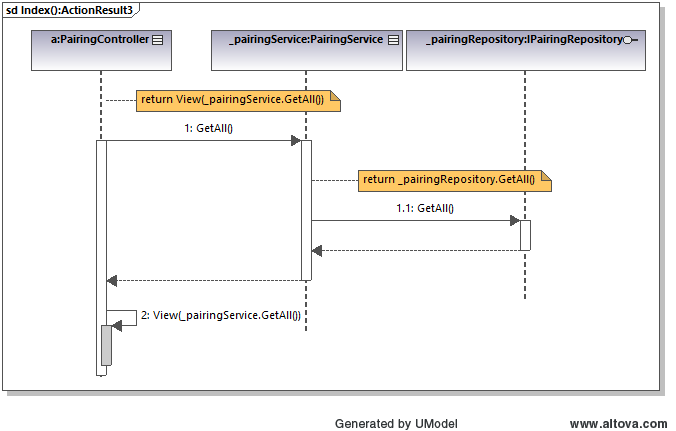 sd Index():ActionResult3
a:PairingController
_pairingService:PairingService
_pairingRepository:IPairingRepository
return View(_pairingService.GetAll())
1: GetAll()
return _pairingRepository.GetAll()
1.1: GetAll()
2: View(_pairingService.GetAll())
Generated by UModel
www.altova.com